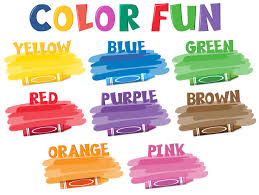 COLOR FUN
YELLOW BLUE GREEN
RED PURPLE BROWN
ORANGE PINK